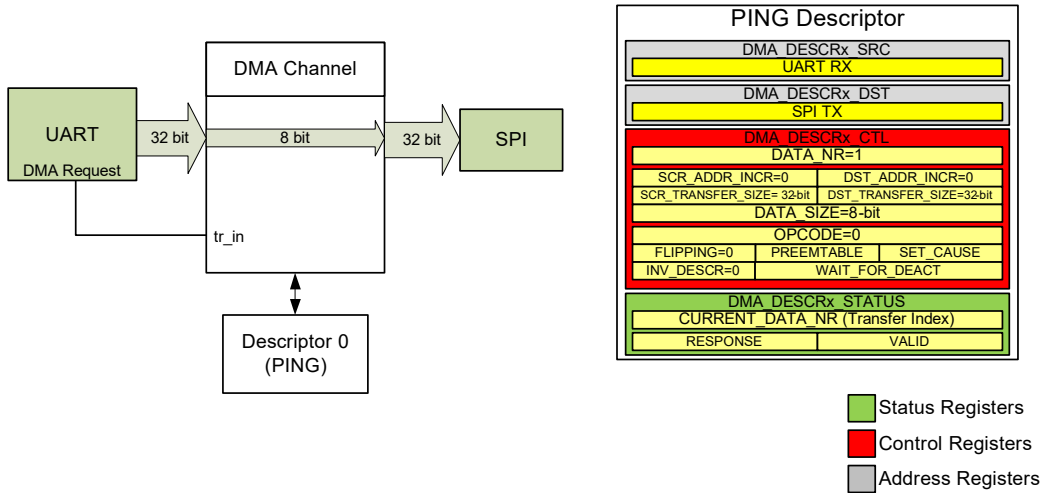 DMA Channel
UART
32 bit
8 bit
32 bit
SPI
DMA Request
tr_in
Descriptor 0
(PING)
PING Descriptor
DMA_DESCRx_SRC
UART RX
DMA_DESCRx_DST
SPI TX
DMA_DESCRx_CTL
DATA_NR=1
SCR_ADDR_INCR=0 DST_ADDR_INCR=0
SCR_TRANSFER_SIZE= 32-bit DST_TRANSFER_SIZE=32-bit
DATA_SIZE=8-bit
OPCODE=0
FLIPPING=0 PREEMTABLE SET_CAUSE
INV_DESCR=0 WAIT_FOR_DEACT
DMA_DESCRx_STATUS
CURRENT_DATA_NR (Transfer Index)
RESPONSE VALID
Status Registers
Control Registers
Address Registers